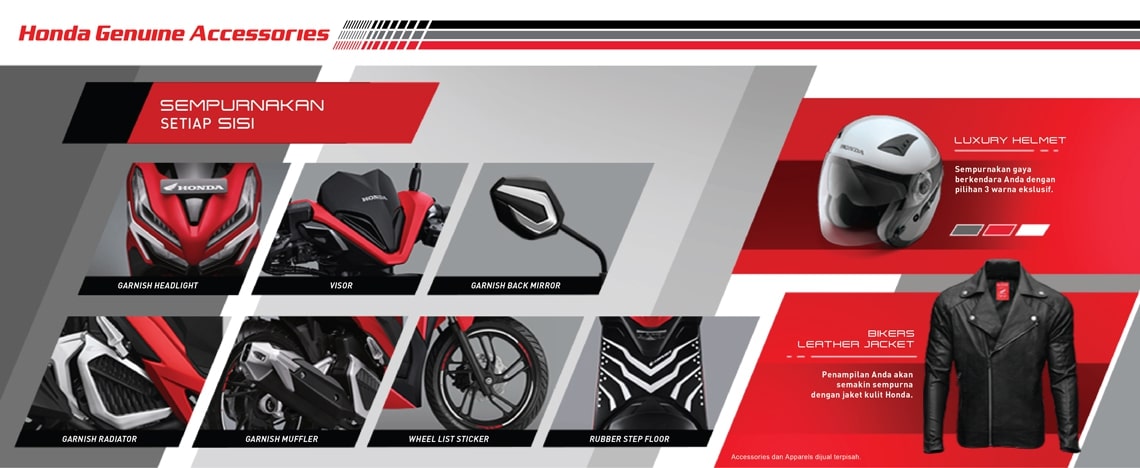 Honda Genuine Accessories
SEMPURNAKAN
SETIAP SISI
HONDA
HONDA
GARNISH HEADLIGHT
VISOR
GARNISH BACK MIRROR
GARNISH RADIATOR
GARNISH MUFFLER
WHEEL LIST STICKER
RUBBER STEP FLOOR
HONDA
LUXURY HELMET
Sempurnakan gaya
berkendara Anda dengan
pilihan 3 warna ekslusif.
BIKERS
LEATHER JACKET
Penampilan Anda akan
semakin sempurna
dengan jaket kulit Honda.
Accessories dan Apparels dijual terpisah.